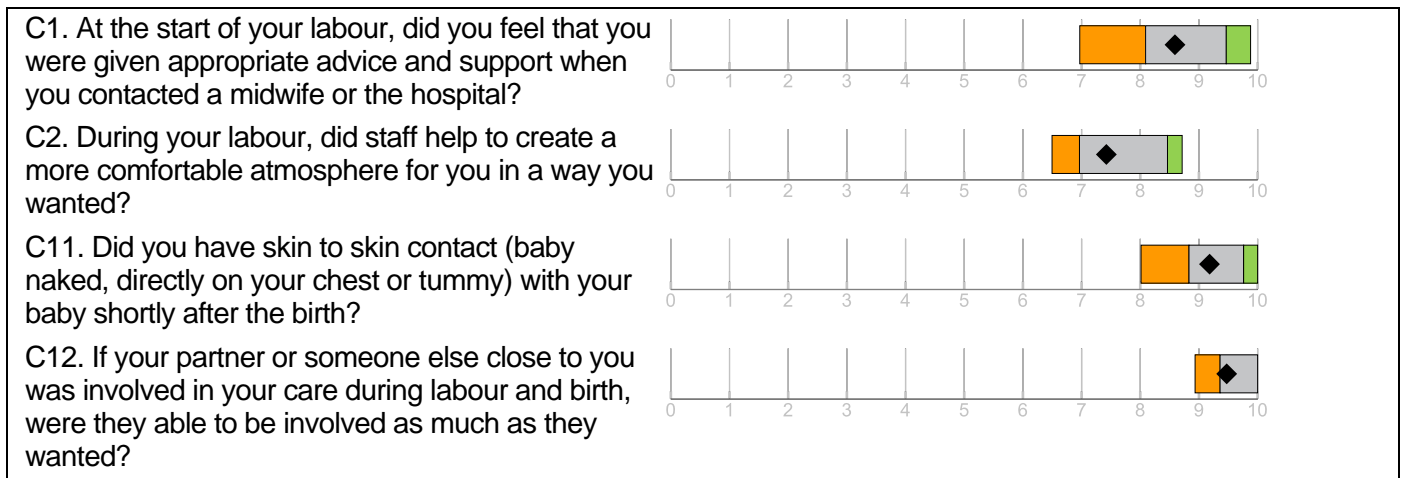 C1. At the start of your labour, did you feel that you
were given appropriate advice and support when
you contacted a midwife or the hospital?
0 1 2 3 4 5 6 7 8 9 10
C2. During your labour, did staff help to create a
more comfortable atmosphere for you in a way you
wanted?
0 1 2 3 4 5 6 7 8 9 10
C11. Did you have skin to skin contact (baby
naked, directly on your chest or tummy) with your
baby shortly after the birth?
0 1 2 3 4 5 6 7 8 9 10
C12. If your partner or someone else close to you
was involved in your care during labour and birth,
were they able to be involved as much as they
wanted?
0 1 2 3 4 5 6 7 8 9 10